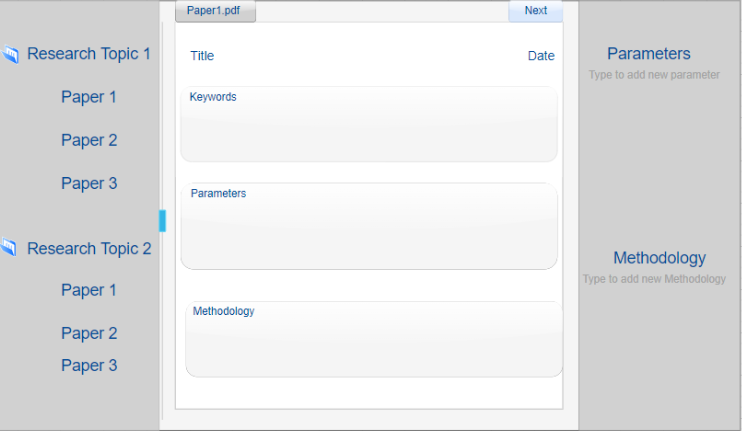 Research Topic 1
Paper 1
Paper 2
Paper 3
Research Topic 2
Paper 1
Paper 2
Paper 3
Paper1.pdf
Next
Title
Date
Keywords
Parameters
Methodology
Parameters
Type to add new parameter
Methodology
Type to add new Methodology